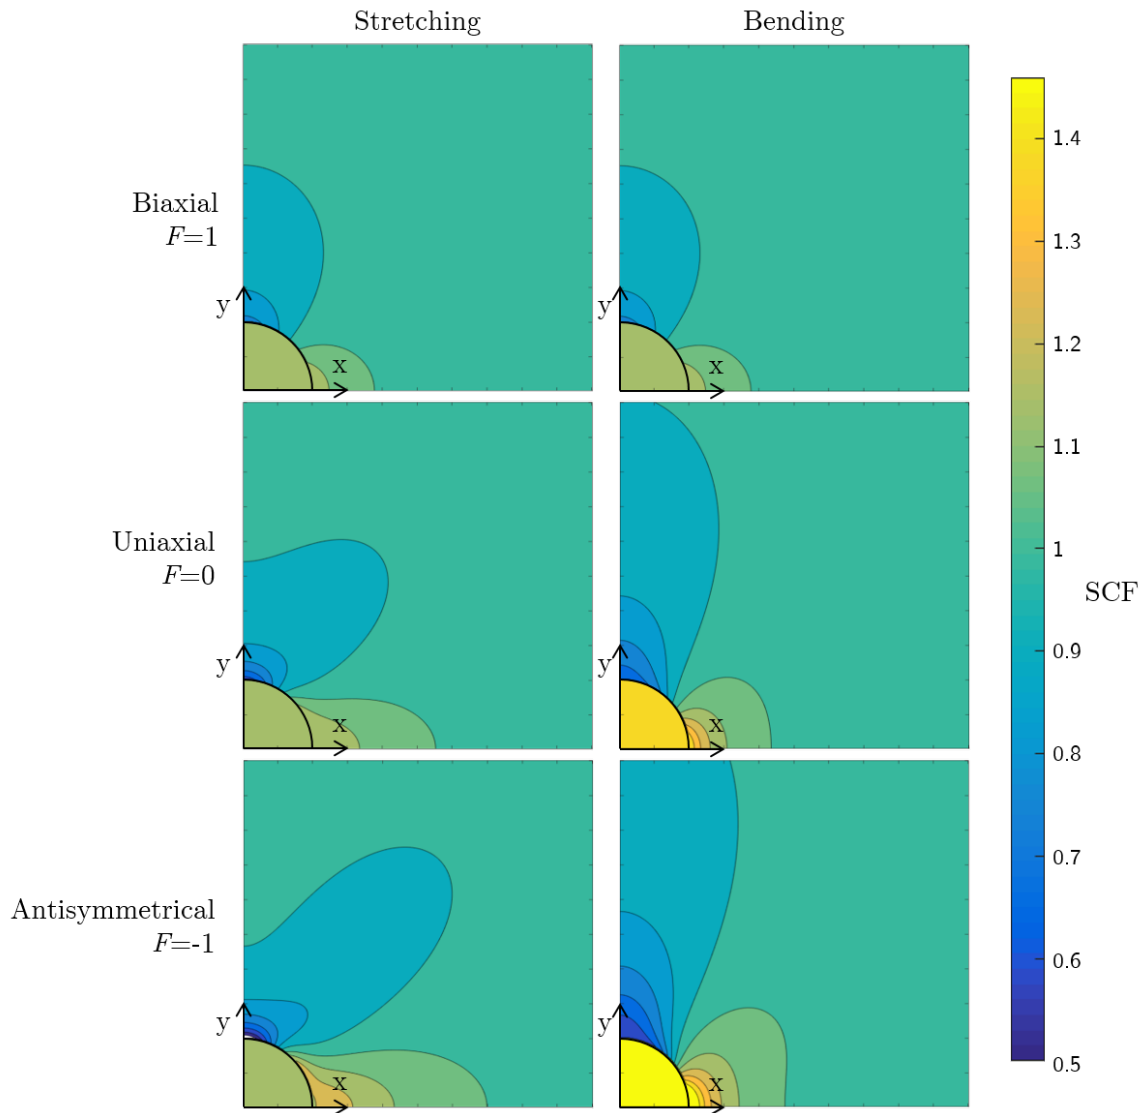 Stretching
Bending
Biaxial
F=1
y
x
y
x
Uniaxial
F=0
y
x
y
x
Antisymmetrical
F=-1
y
x
y
x
1.4
1.3
1.2
1.1
1
0.9
0.8
0.7
0.6
0.5
SCF